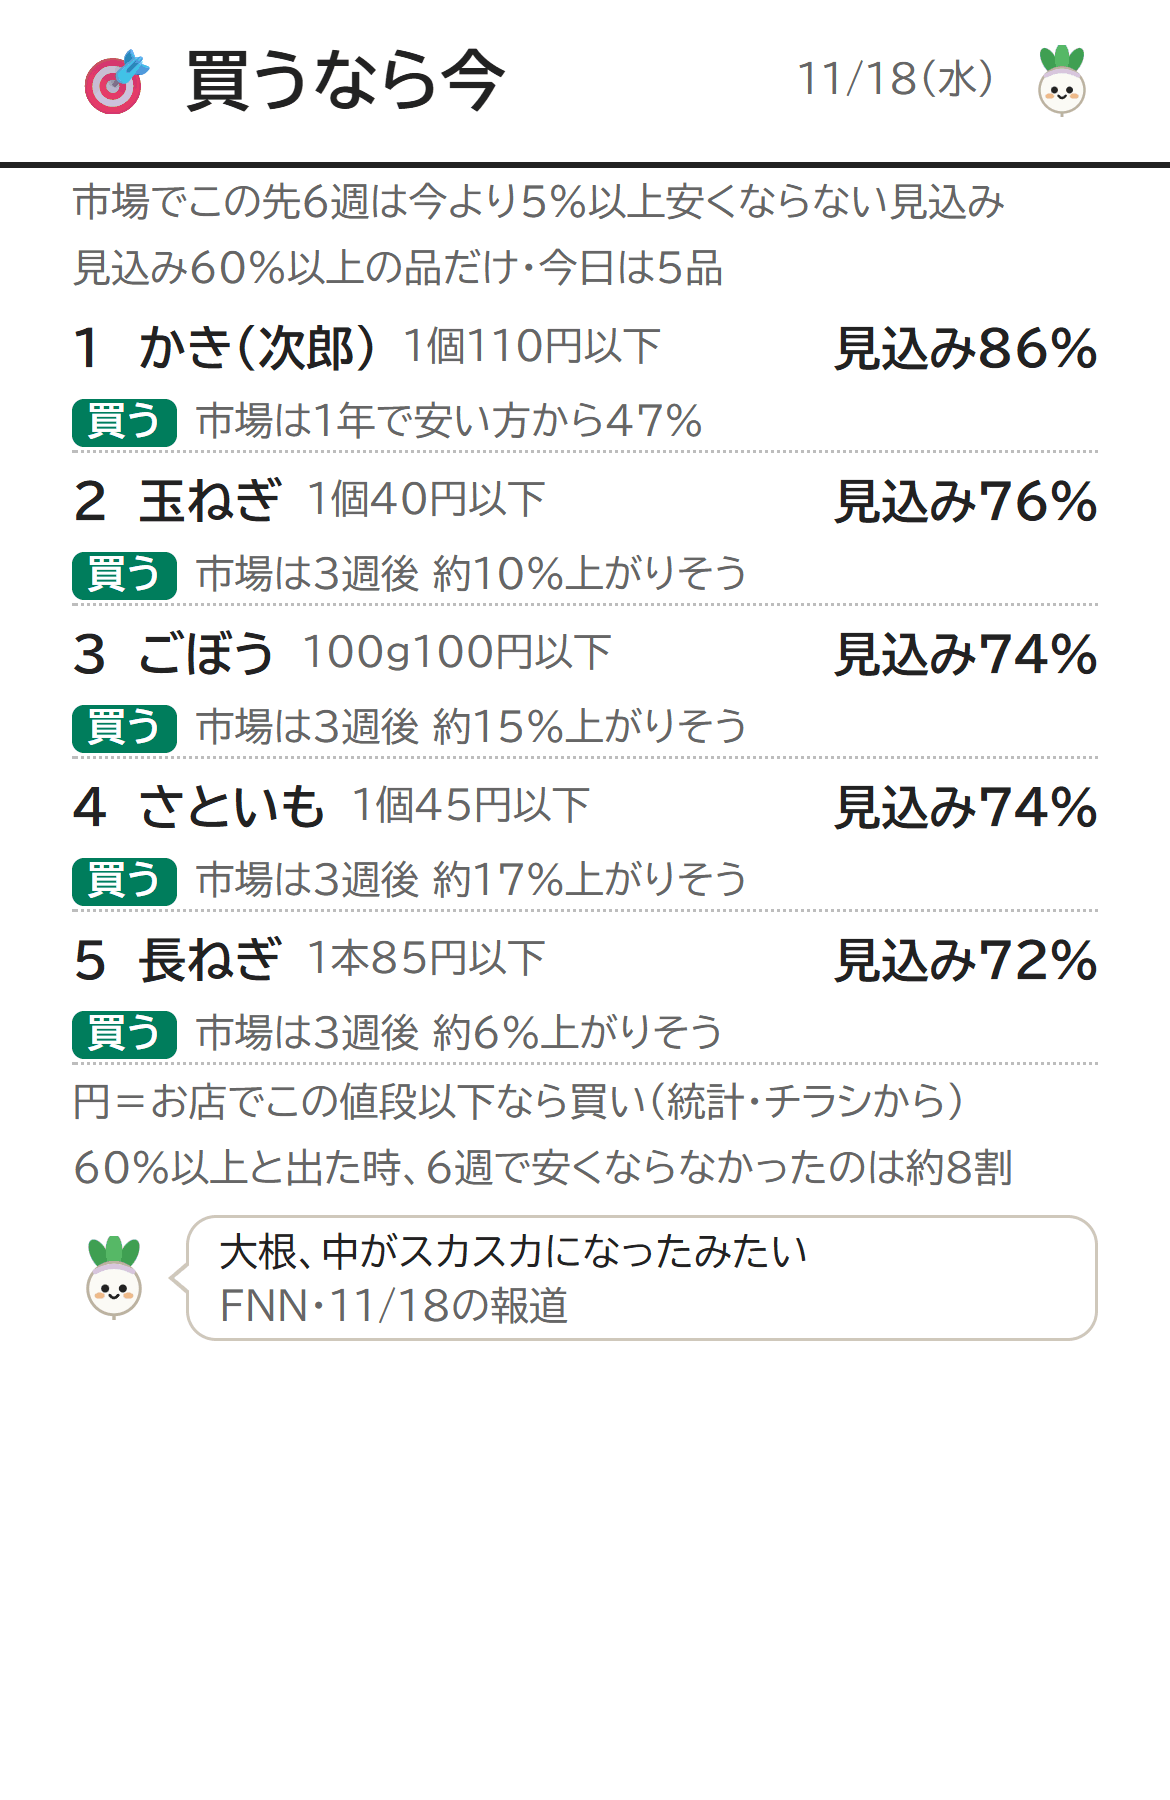 買うなら今
11/18(水)
市場でこの先6週は今より5%以上安くならない見込み
見込み60%以上の品だけ・今日は5品
1 かき(次郎) 1個110円以下 見込み86%
買う 市場は1年で安い方から47%
2 玉ねぎ 1個40円以下 見込み76%
買う 市場は3週後 約10%上がりそう
3 ごぼう 100g100円以下 見込み74%
買う 市場は3週後 約15%上がりそう
4 さといも 1個45円以下 見込み74%
買う 市場は3週後 約17%上がりそう
5 長ねぎ 1本85円以下 見込み72%
買う 市場は3週後 約6%上がりそう
円=お店でこの値段以下なら買い(統計・チラシから)
60%以上と出た時、6週で安くならなかったのは約8割
大根、中がスカスカになったみたい
FNN・11/18の報道